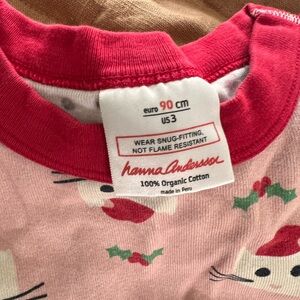 euro 90 cm
US 3
WEAR SNUG-FITTING,
NOT FLAME RESISTANT
hanna andersson
100% Organic Cotton
made in Peru